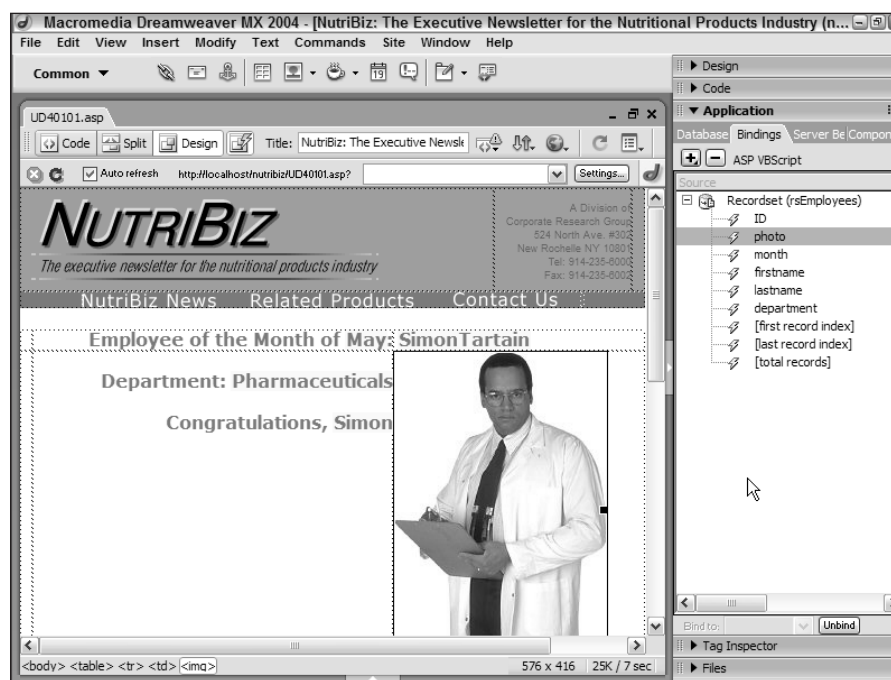 Macromedia Dreamweaver MX 2004 - [NutriBiz: The Executive Newsletter for the Nutritional Products Industry (n...
File Edit View Insert Modify Text Commands Site Window Help
Common
UD40101.asp
Code Split Design Title: NutriBiz: The Executive Newsle
Auto refresh http://localhost/nutribiz/UD40101.asp? Settings...
NUTRIBIZ
The executive newsletter for the nutritional products industry
A Division of
Corporate Research Group
524 North Ave. #302
New Rochelle NY 10801
Tel: 914-235-6000
Fax: 914-235-6002
NutriBiz News Related Products Contact Us
Employee of the Month of May: SimonTartain
Department: Pharmaceuticals
Congratulations, Simon
<body> <table> <tr> <td> <img> 576 x 416 25K / 7 sec
Design
Code
Application
Database Bindings Server Be Compon
ASP VBScript
Source
Recordset (rsEmployees)
ID
photo
month
firstname
lastname
department
[first record index]
[last record index]
[total records]
Bind to: Unbind
Tag Inspector
Files